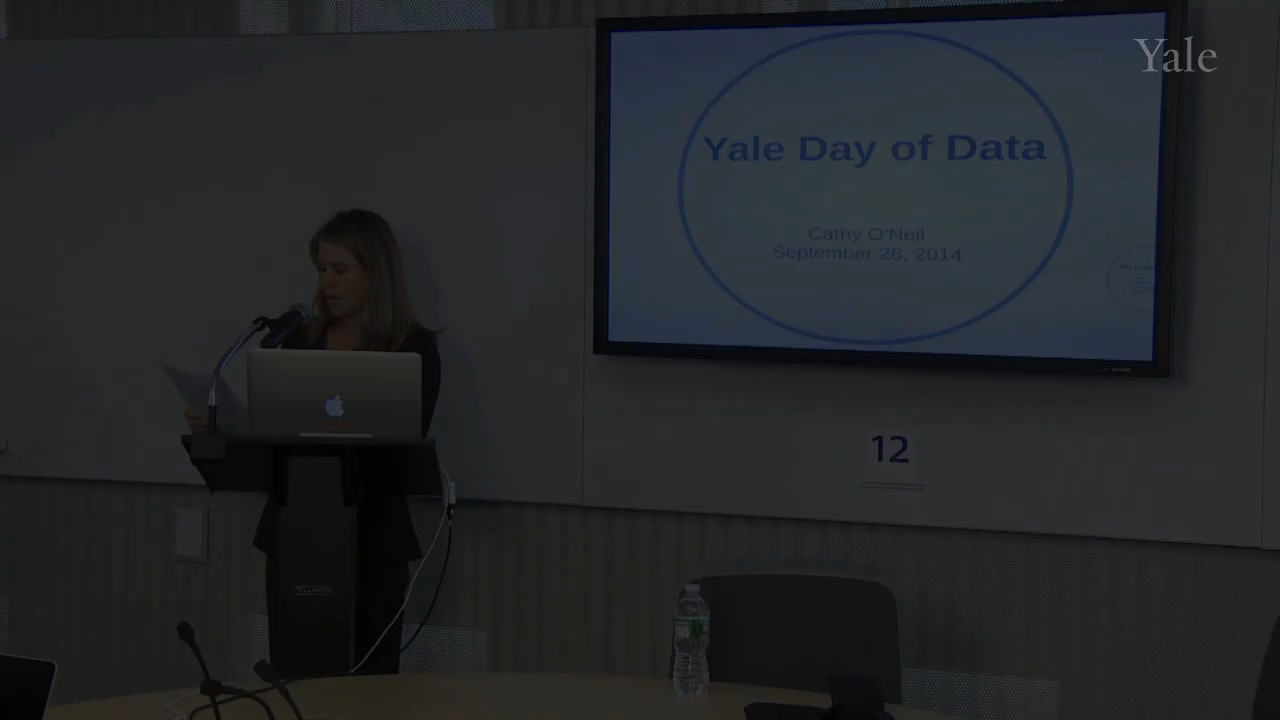 Yale
Yale Day of Data
Cathy O'Neil
September 26, 2014
12